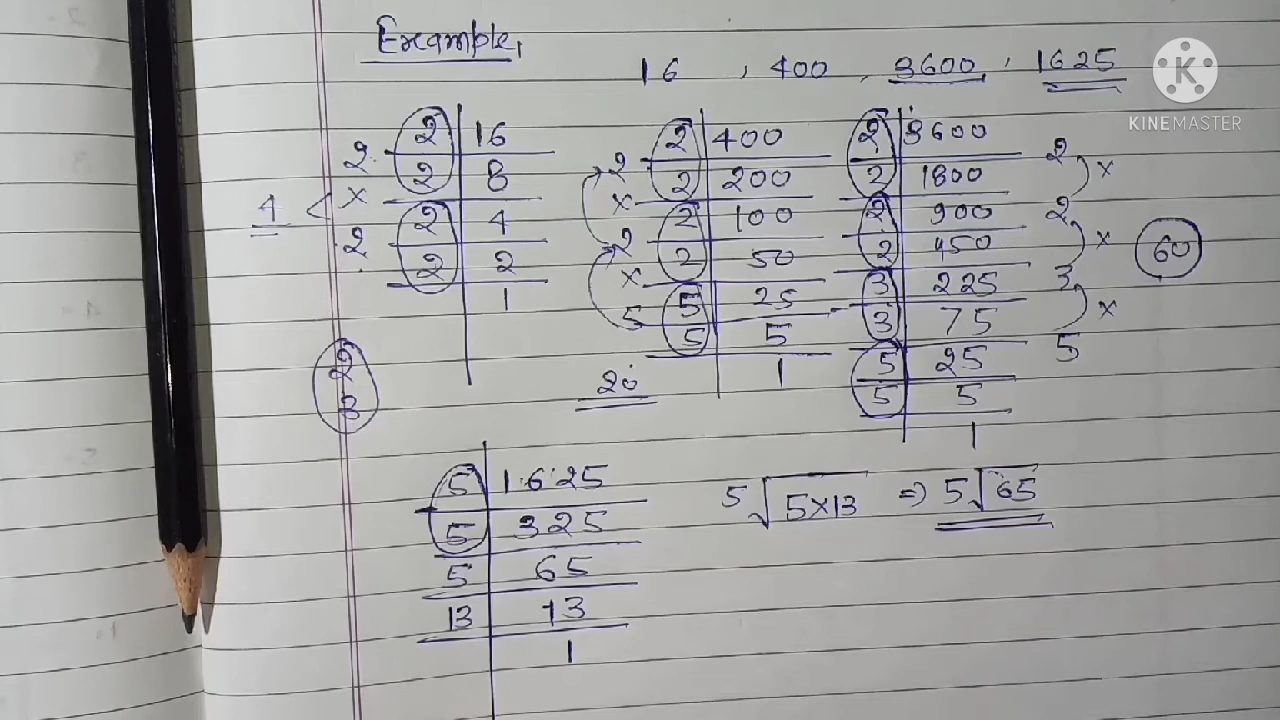 Example,
16 , 400 , 3600 , 1625
K
KINEMASTER
2 | 16
2 | 8
2 | 4
2 | 2
1
2
x
2
4
2 | 400
2 | 200
2 | 100
2 | 50
5 | 25
5 | 5
1
2
x
2
x
5
20
2 | 3600
2 | 1800
2 | 900
2 | 450
3 | 225
3 | 75
5 | 25
5 | 5
1
2
x
2
x
3
x
5
60
2
3
5 | 1625
5 | 325
5 | 65
13 | 13
1
5 √5×13 ⇒ 5√65